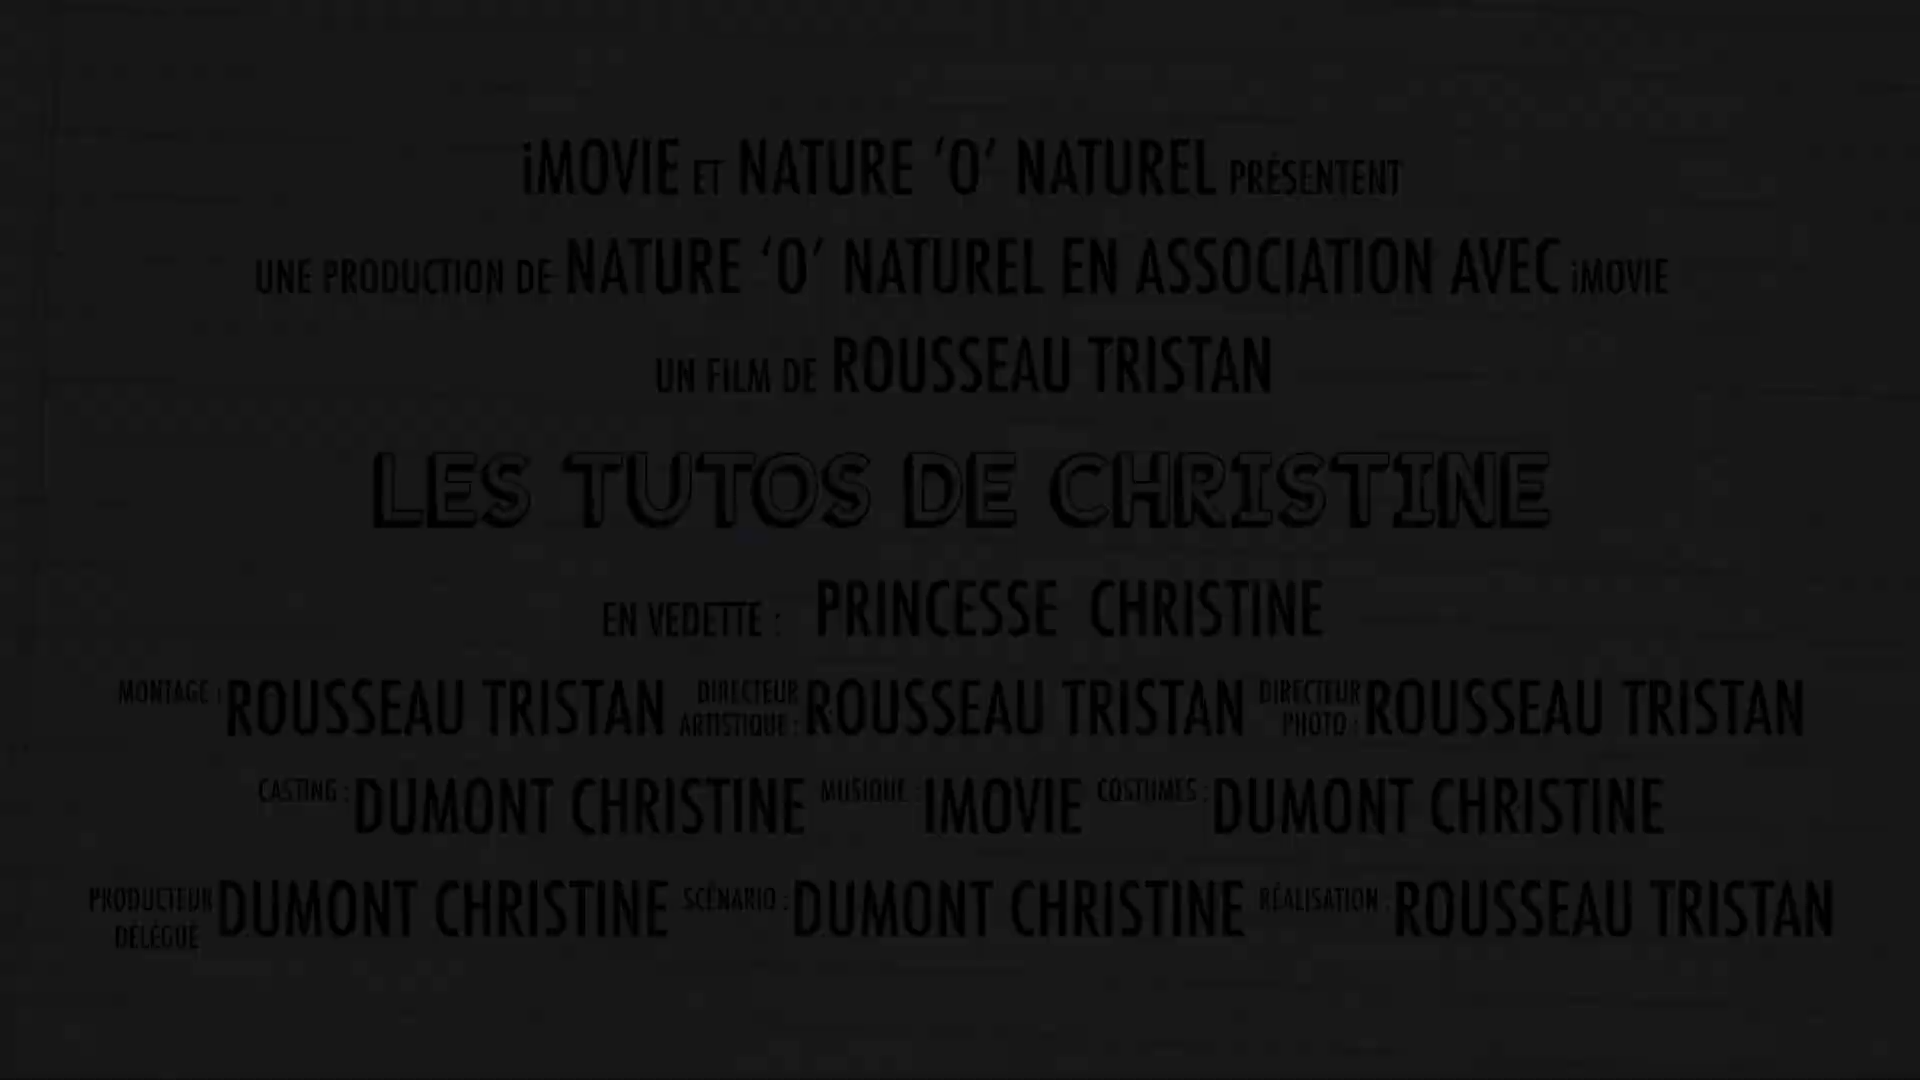 iMOVIE ET NATURE ‘O’ NATUREL PRÉSENTENT
UNE PRODUCTION DE NATURE ‘O’ NATUREL EN ASSOCIATION AVEC iMOVIE
UN FILM DE ROUSSEAU TRISTAN
LES TUTOS DE CHRISTINE
EN VEDETTE : PRINCESSE CHRISTINE
MONTAGE : ROUSSEAU TRISTAN DIRECTEUR ARTISTIQUE : ROUSSEAU TRISTAN DIRECTEUR PHOTO : ROUSSEAU TRISTAN
CASTING : DUMONT CHRISTINE MUSIQUE : IMOVIE COSTUMES : DUMONT CHRISTINE
PRODUCTEUR DÉLÉGUÉ DUMONT CHRISTINE SCÉNARIO : DUMONT CHRISTINE RÉALISATION : ROUSSEAU TRISTAN